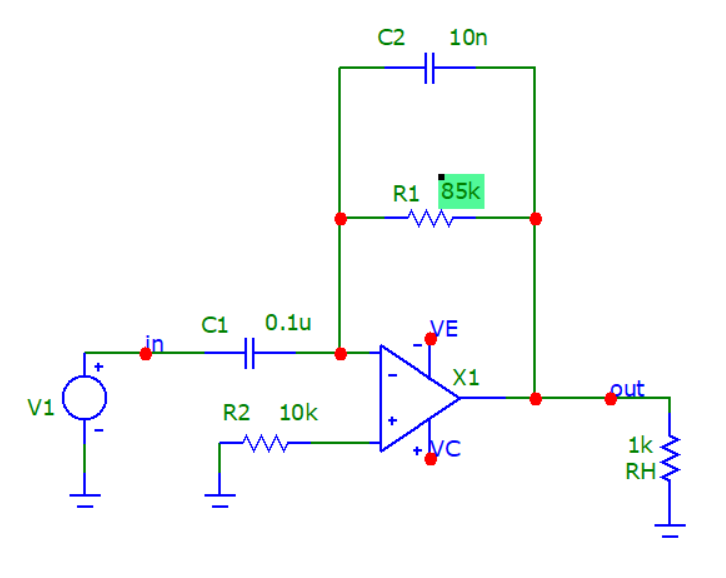 C2 10n
R1 85k
C1 0.1u
in
VE
V1
X1
R2 10k
out
VC
1k
RH